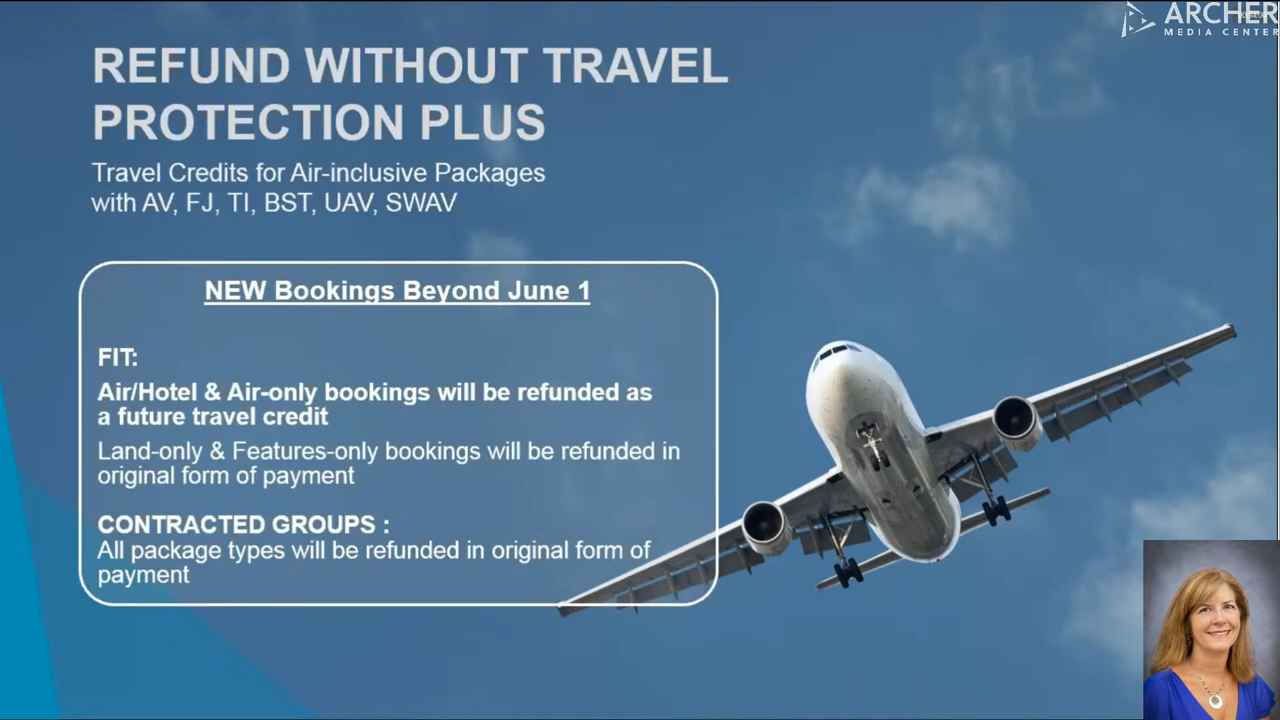 ARCHER
MEDIA CENTER
REFUND WITHOUT TRAVEL
PROTECTION PLUS
Travel Credits for Air-inclusive Packages
with AV, FJ, TI, BST, UAV, SWAV
NEW Bookings Beyond June 1
FIT:
Air/Hotel & Air-only bookings will be refunded as
a future travel credit
Land-only & Features-only bookings will be refunded in
original form of payment
CONTRACTED GROUPS :
All package types will be refunded in original form of
payment